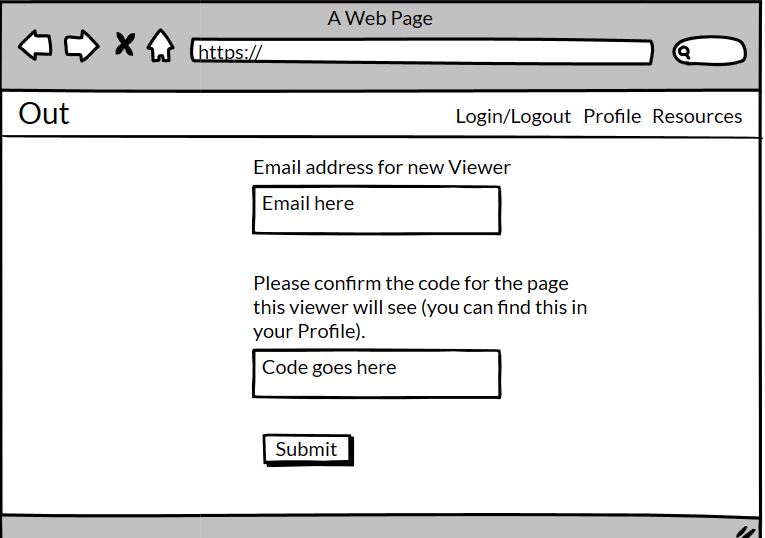 A Web Page
https://
Out
Login/Logout Profile Resources
Email address for new Viewer
Email here
Please confirm the code for the page
this viewer will see (you can find this in
your Profile).
Code goes here
Submit